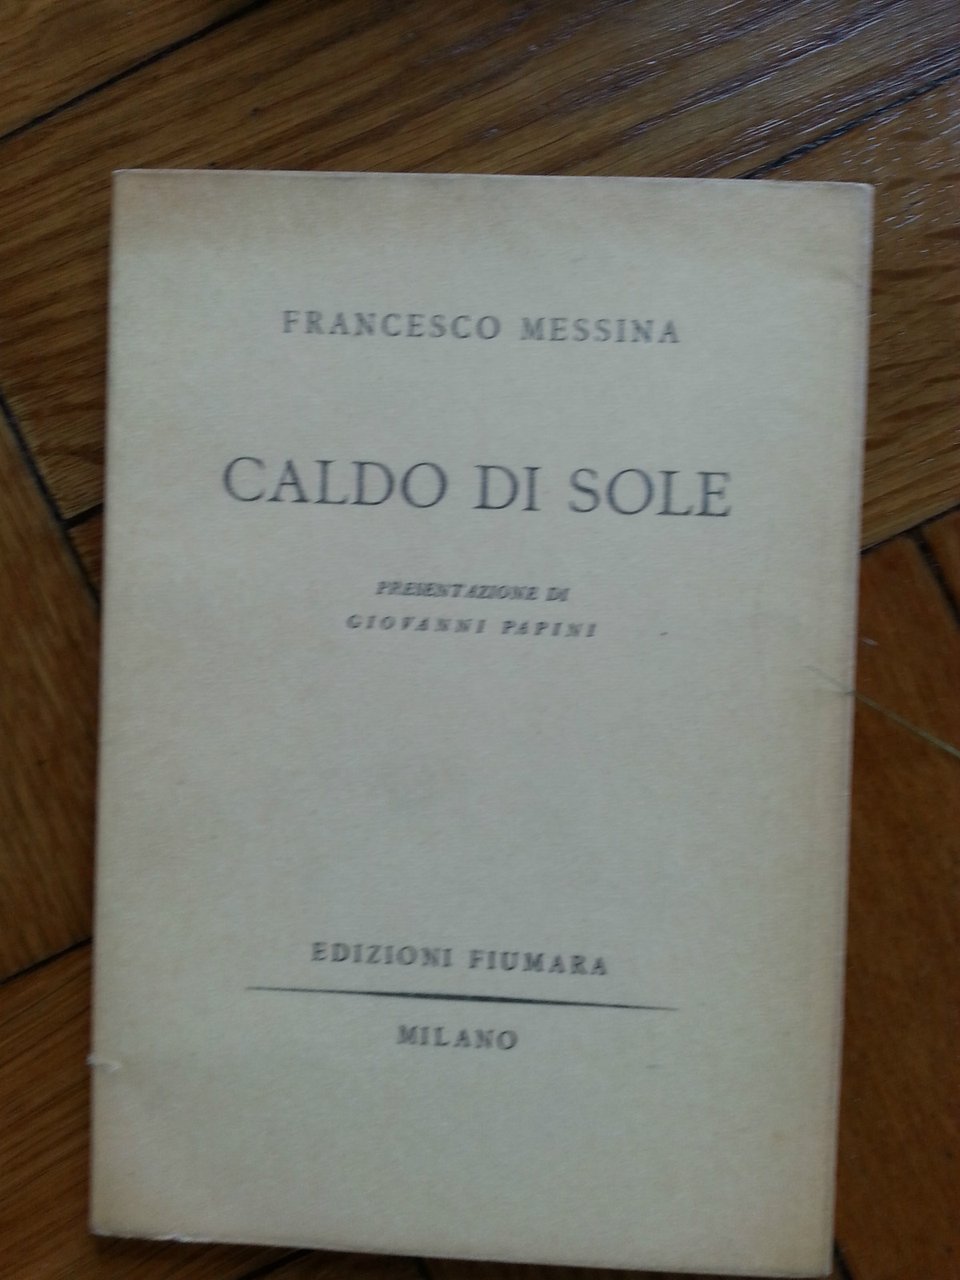 FRANCESCO MESSINA
CALDO DI SOLE
PRESENTAZIONE DI
GIOVANNI PAPINI
EDIZIONI FIUMARA
MILANO